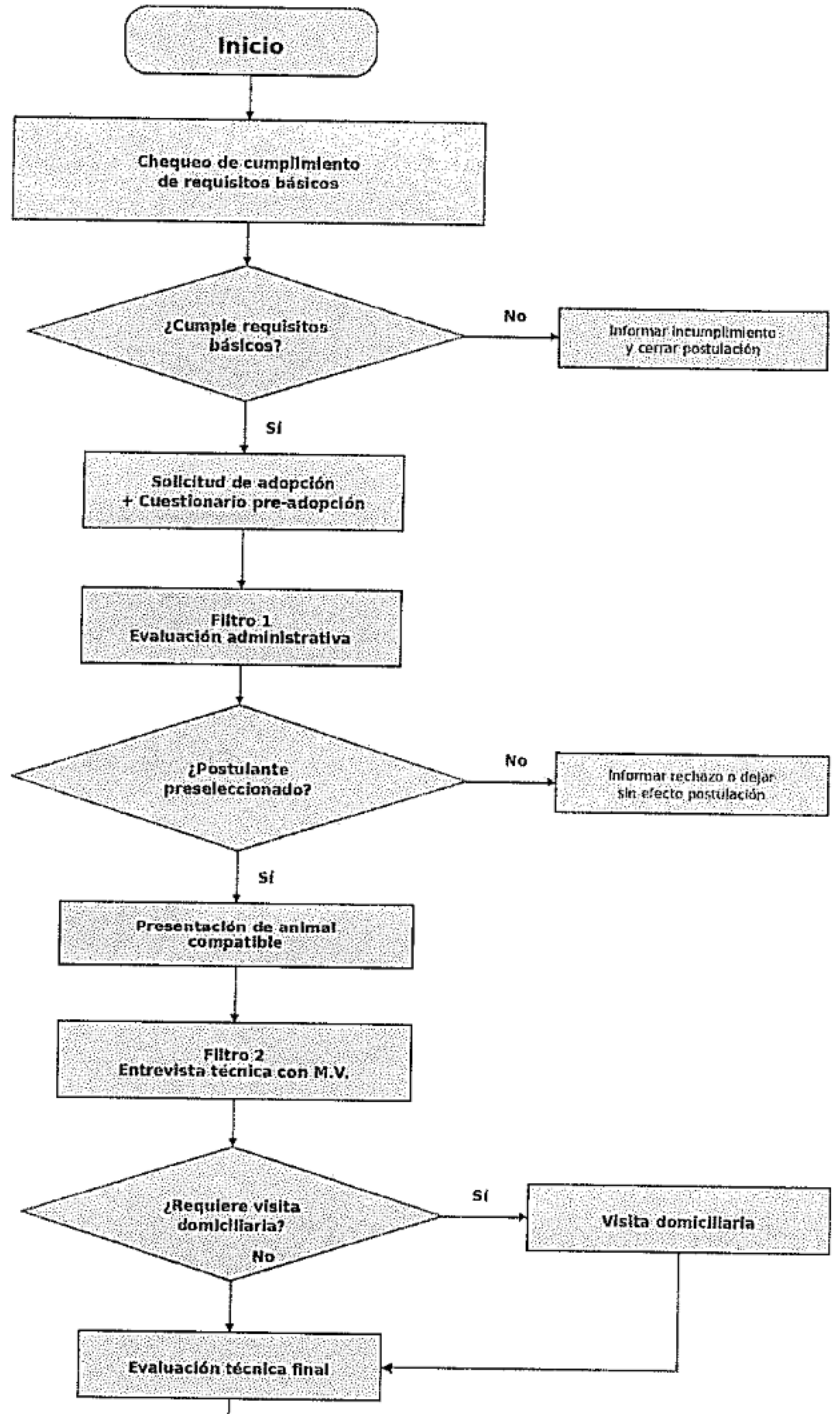 Inicio
Chequeo de cumplimiento
de requisitos básicos
¿Cumple requisitos
básicos?
No
Informar incumplimiento
y cerrar postulación
Sí
Solicitud de adopción
+ Cuestionario pre-adopción
Filtro 1
Evaluación administrativa
¿Postulante
preseleccionado?
No
Informar rechazo o dejar
sin efecto postulación
Sí
Presentación de animal
compatible
Filtro 2
Entrevista técnica con M.V.
¿Requiere visita
domiciliaria?
Sí
Visita domiciliaria
No
Evaluación técnica final